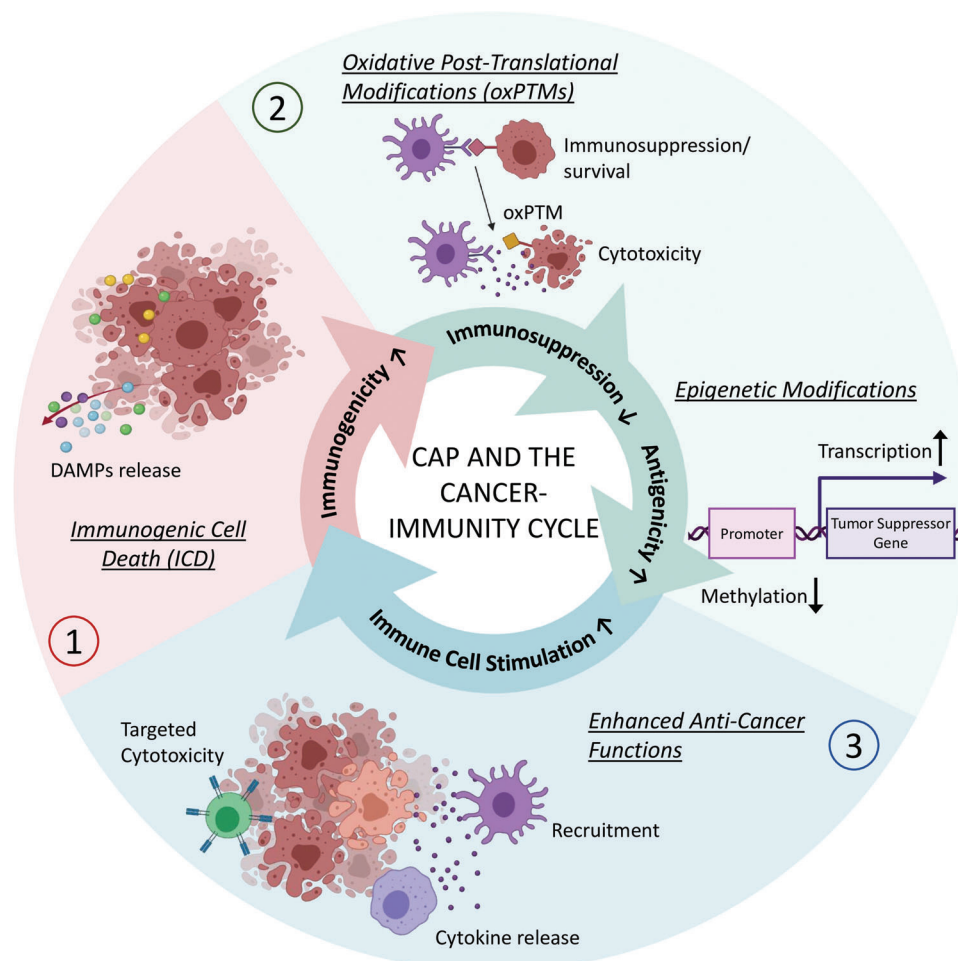 2
Oxidative Post-Translational
Modifications (oxPTMs)
Immunosuppression/
survival
oxPTM
Cytotoxicity
Epigenetic Modifications
Transcription
Promoter
Tumor Suppressor
Gene
Methylation
DAMPs release
Immunogenic Cell
Death (ICD)
1
Immunogenicity ↑
Immunosuppression ↓
Antigenicity ↑
Immune Cell Stimulation ↑
CAP AND THE
CANCER-
IMMUNITY CYCLE
Enhanced Anti-Cancer
Functions
3
Targeted
Cytotoxicity
Recruitment
Cytokine release